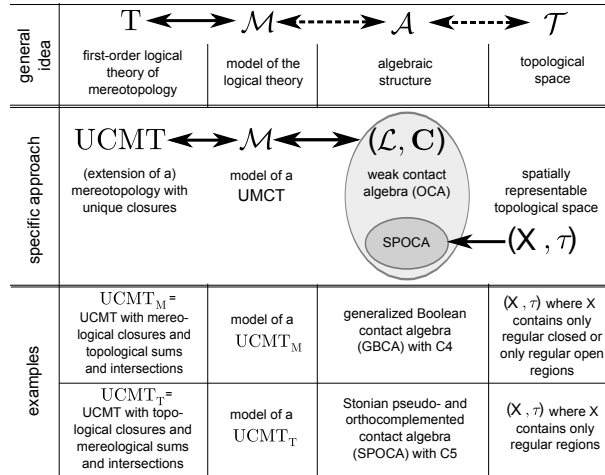 general idea
T M A T
first-order logical theory of mereotopology
model of the logical theory
algebraic structure
topological space
specific approach
UCMT M (L, C)
(extension of a) mereotopology with unique closures
model of a UMCT
weak contact algebra (OCA)
spatially representable topological space
SPOCA
(X , τ)
examples
UCMT_M = UCMT with mereo-
logical closures and
topological sums
and intersections
model of a
UCMT_M
generalized Boolean
contact algebra
(GBCA) with C4
(X , τ) where X
contains only
regular closed or
only regular open
regions
UCMT_T =
UCMT with topo-
logical closures and
mereological sums
and intersections
model of a
UCMT_T
Stonian pseudo- and
orthocomplemented
contact algebra
(SPOCA) with C5
(X , τ) where X
contains only
regular regions